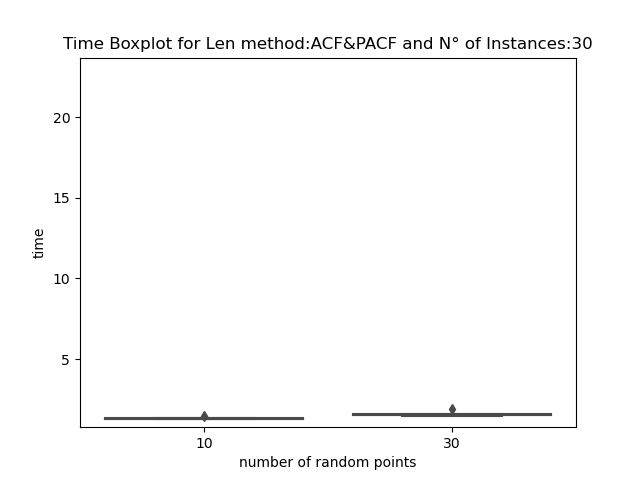 Time Boxplot for Len method:ACF&PACF and N° of Instances:30
20
15
10
5
time
10 30
number of random points